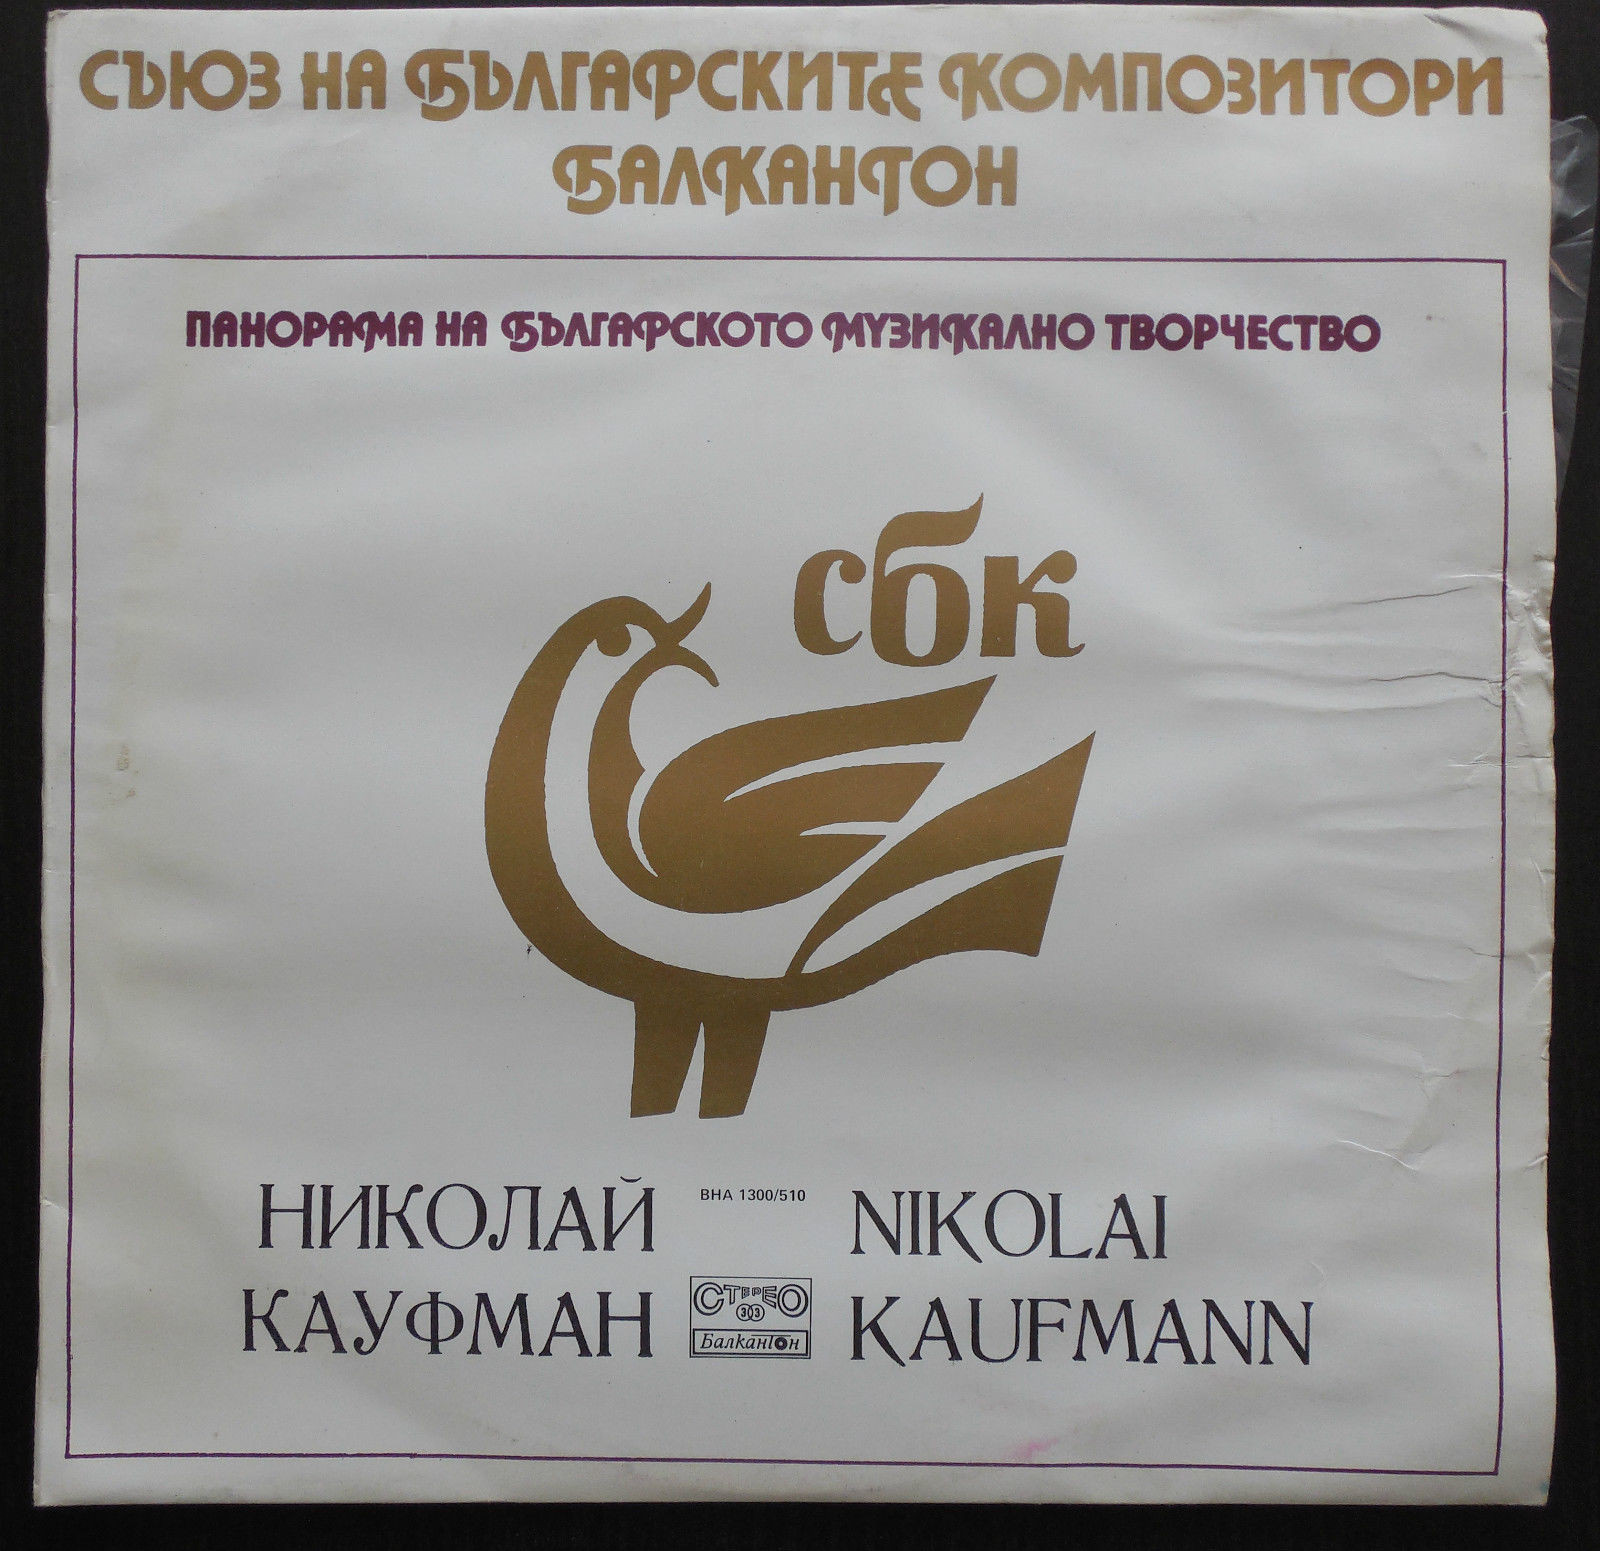 СЪЮЗ НА БЪЛГАРСКИТЕ КОМПОЗИТОРИ
БАЛКАНТОН
ПАНОРАМА НА БЪЛГАРСКОТО МУЗИКАЛНО ТВОРЧЕСТВО
сбк
НИКОЛАЙ
КАУФМАН
ВНА 1300/510
СТЕРЕО
33
Балкантон
NIKOLAI
KAUFMANN